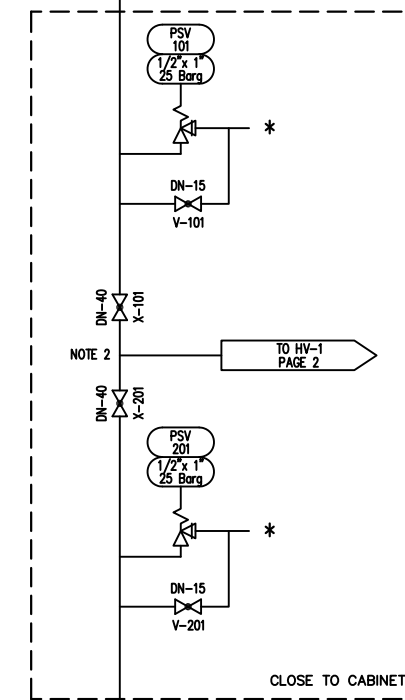 PSV
101
1/2"x 1"
25 Barg
*
DN-15
V-101
DN-40
X-101
NOTE 2
TO HV-1
PAGE 2
DN-40
X-201
PSV
201
1/2"x 1"
25 Barg
*
DN-15
V-201
CLOSE TO CABINET